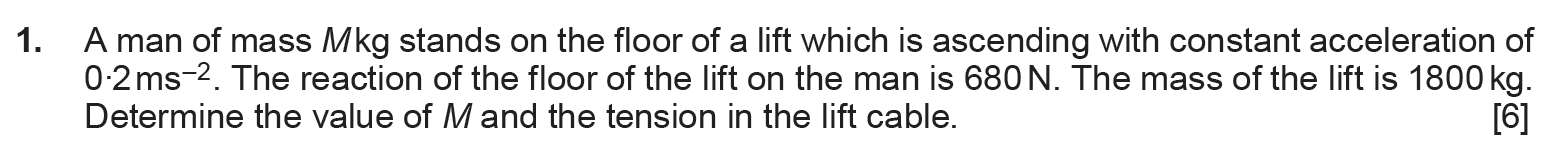 1. A man of mass M kg stands on the floor of a lift which is ascending with constant acceleration of
0·2 ms⁻². The reaction of the floor of the lift on the man is 680 N. The mass of the lift is 1800 kg.
Determine the value of M and the tension in the lift cable. [6]